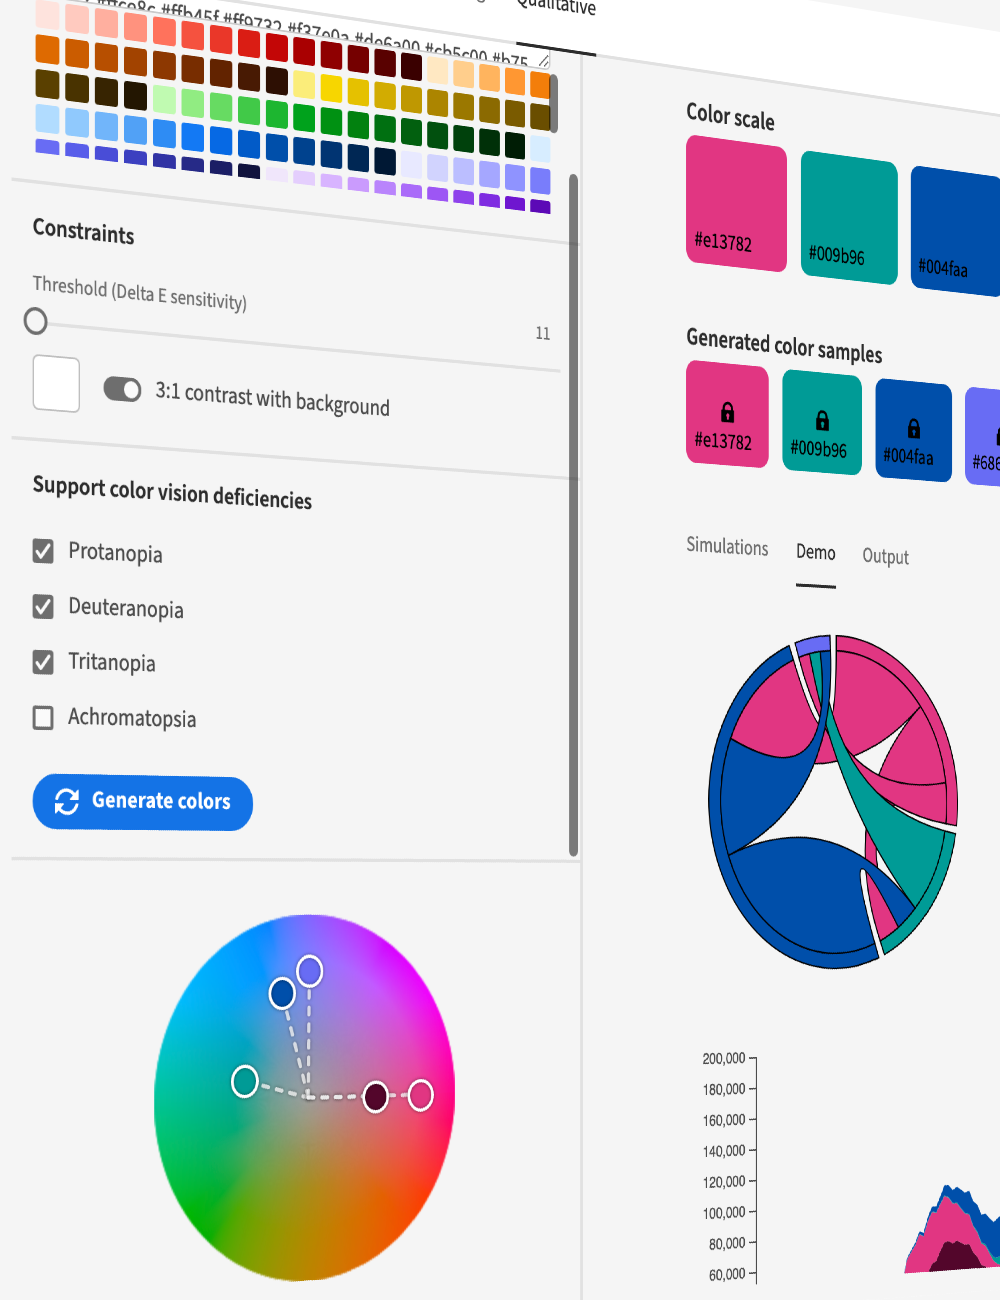 Qualitative
#ffce8c #ffb45f #ff9732 #f37e0a #de6a00 #cb5c00 #b75
Color scale
#e13782
#009b96
#004faa
Constraints
Threshold (Delta E sensitivity)
11
3:1 contrast with background
Generated color samples
#e13782
#009b96
#004faa
#686
Support color vision deficiencies
Protanopia
Deuteranopia
Tritanopia
Achromatopsia
Generate colors
Simulations
Demo
Output
200,000
180,000
160,000
140,000
120,000
100,000
80,000
60,000